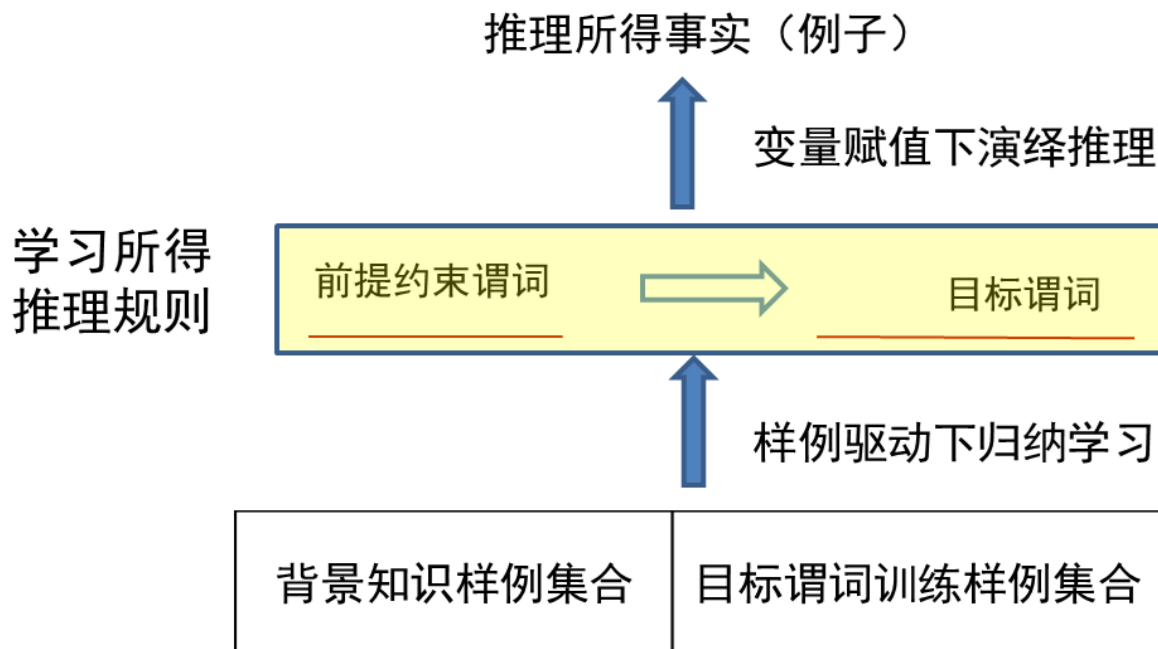 推理所得事实（例子）
变量赋值下演绎推理
学习所得
推理规则
前提约束谓词
目标谓词
样例驱动下归纳学习
背景知识样例集合
目标谓词训练样例集合